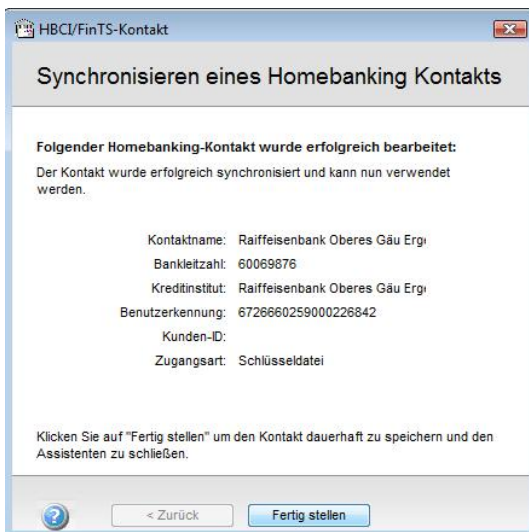 HBCI/FinTS-Kontakt
Synchronisieren eines Homebanking Kontakts
Folgender Homebanking-Kontakt wurde erfolgreich bearbeitet:
Der Kontakt wurde erfolgreich synchronisiert und kann nun verwendet
werden.
Kontaktname: Raiffeisenbank Oberes Gäu Erge
Bankleitzahl: 60069876
Kreditinstitut: Raiffeisenbank Oberes Gäu Erge
Benutzerkennung: 6726660259000226842
Kunden-ID:
Zugangsart: Schlüsseldatei
Klicken Sie auf "Fertig stellen" um den Kontakt dauerhaft zu speichern und den
Assistenten zu schließen.
< Zurück Fertig stellen